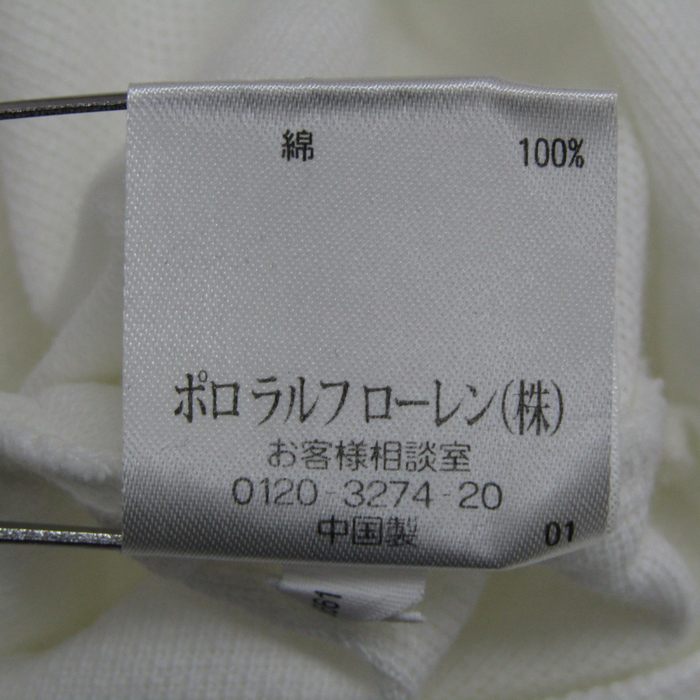 綿 100%
ポロ ラルフ ローレン(株)
お客様相談室
0120-3274-20
中国製 01